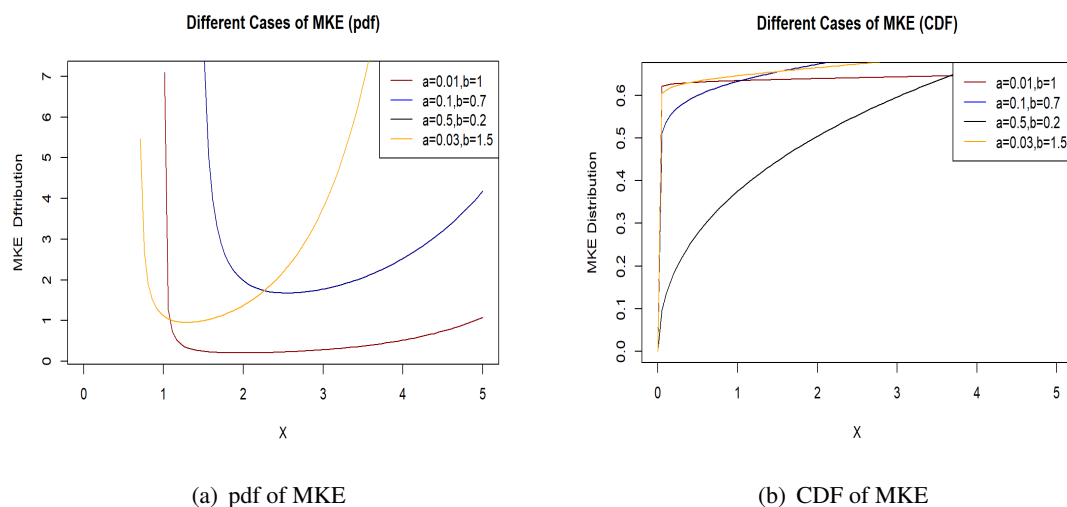 Different Cases of MKE (pdf)
MKE Dftribution
7
6
5
4
3
2
1
0
a=0.01,b=1
a=0.1,b=0.7
a=0.5,b=0.2
a=0.03,b=1.5
0 1 2 3 4 5
X
(a) pdf of MKE
Different Cases of MKE (CDF)
MKE Distribution
0.6
0.5
0.4
0.3
0.2
0.1
0.0
a=0.01,b=1
a=0.1,b=0.7
a=0.5,b=0.2
a=0.03,b=1.5
0 1 2 3 4 5
X
(b) CDF of MKE